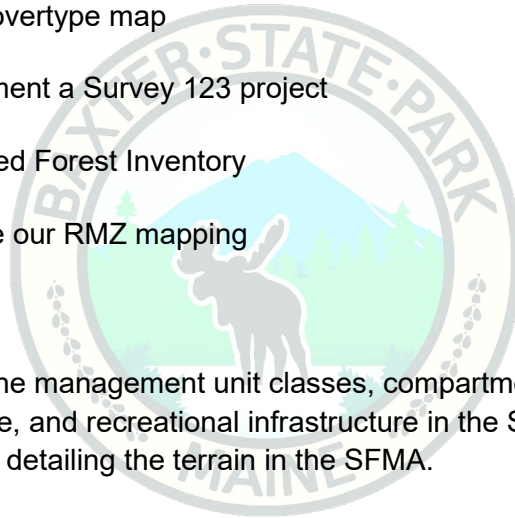 overtype map
BAXTER·STATE·PARK
ment a Survey 123 project
ed Forest Inventory
e our RMZ mapping
he management unit classes, compartme
e, and recreational infrastructure in the S
detailing the terrain in the SFMA.
MAINE